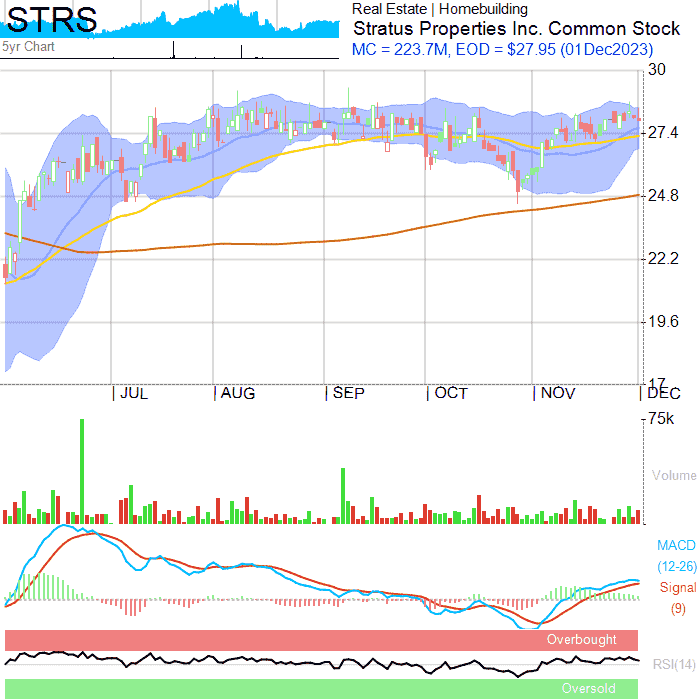 STRS
5yr Chart
Real Estate | Homebuilding
Stratus Properties Inc. Common Stock
MC = 223.7M, EOD = $27.95 (01Dec2023)
30
27.4
24.8
22.2
19.6
17
JUL
AUG
SEP
OCT
NOV
DEC
75k
Volume
MACD
(12-26)
Signal
(9)
Overbought
RSI(14)
Oversold